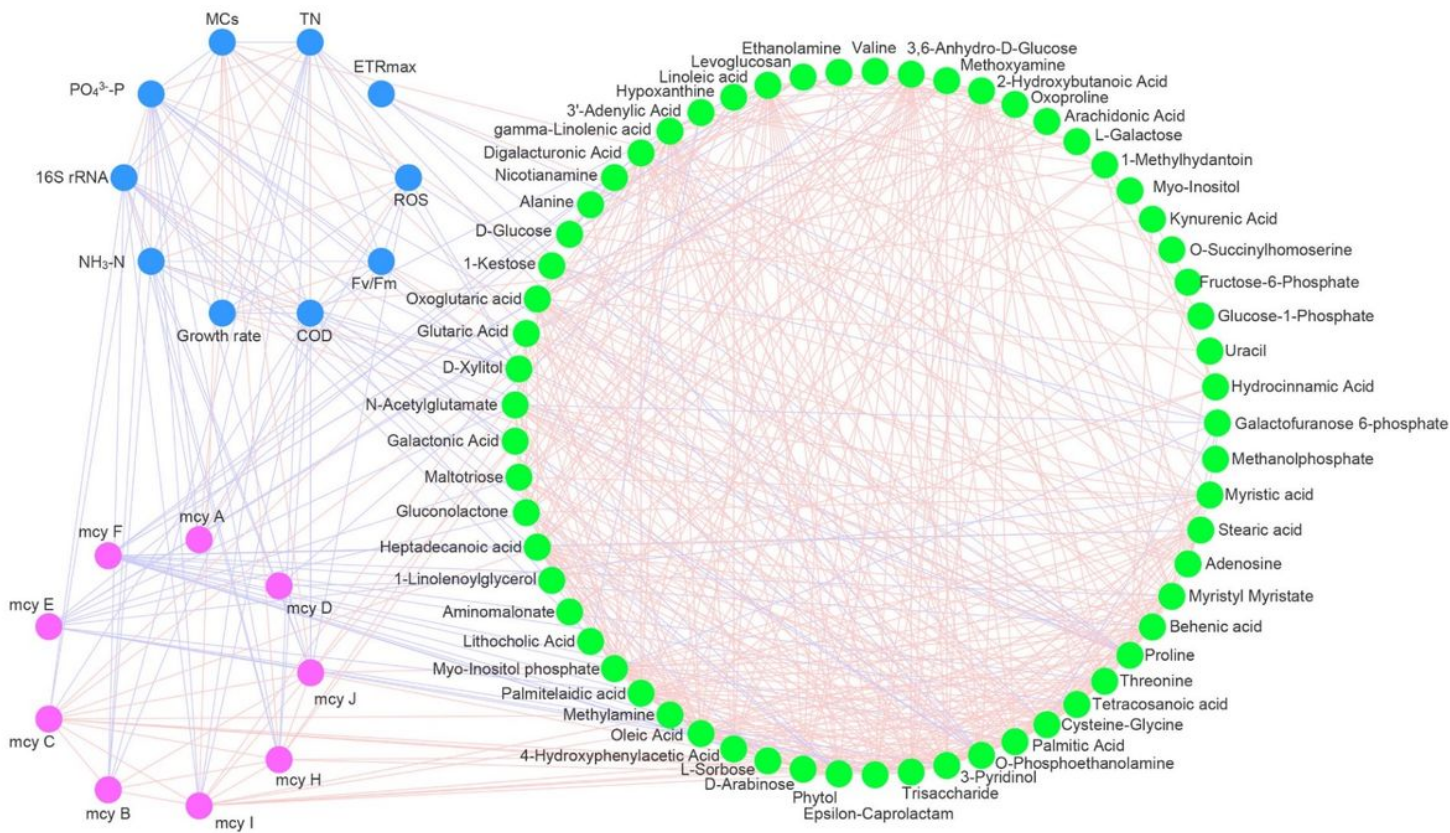 MCs
TN
ETRmax
PO₄³⁻-P
16S rRNA
ROS
NH₃-N
Fv/Fm
Growth rate
COD
mcy A
mcy F
mcy D
mcy E
mcy J
mcy C
mcy H
mcy B
mcy I
Ethanolamine
Valine
3,6-Anhydro-D-Glucose
Levoglucosan
Methoxyamine
Linoleic acid
2-Hydroxybutanoic Acid
Hypoxanthine
Oxoproline
3'-Adenylic Acid
Arachidonic Acid
gamma-Linolenic acid
L-Galactose
Digalacturonic Acid
1-Methylhydantoin
Nicotianamine
Myo-Inositol
Alanine
Kynurenic Acid
D-Glucose
O-Succinylhomoserine
1-Kestose
Fructose-6-Phosphate
Oxoglutaric acid
Glucose-1-Phosphate
Glutaric Acid
Uracil
D-Xylitol
Hydrocinnamic Acid
N-Acetylglutamate
Galactofuranose 6-phosphate
Galactonic Acid
Methanolphosphate
Maltotriose
Myristic acid
Gluconolactone
Stearic acid
Heptadecanoic acid
Adenosine
1-Linolenoylglycerol
Myristyl Myristate
Aminomalonate
Behenic acid
Lithocholic Acid
Proline
Myo-Inositol phosphate
Threonine
Palmitelaidic acid
Tetracosanoic acid
Methylamine
Cysteine-Glycine
Oleic Acid
Palmitic Acid
4-Hydroxyphenylacetic Acid
O-Phosphoethanolamine
L-Sorbose
3-Pyridinol
D-Arabinose
Trisaccharide
Phytol
Epsilon-Caprolactam